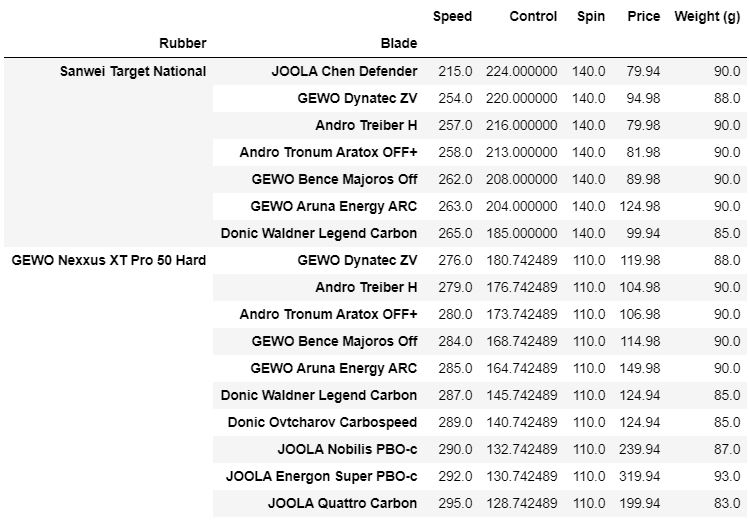 Speed Control Spin Price Weight (g)
Rubber Blade
Sanwei Target National JOOLA Chen Defender 215.0 224.000000 140.0 79.94 90.0
GEWO Dynatec ZV 254.0 220.000000 140.0 94.98 88.0
Andro Treiber H 257.0 216.000000 140.0 79.98 90.0
Andro Tronum Aratox OFF+ 258.0 213.000000 140.0 81.98 90.0
GEWO Bence Majoros Off 262.0 208.000000 140.0 89.98 90.0
GEWO Aruna Energy ARC 263.0 204.000000 140.0 124.98 90.0
Donic Waldner Legend Carbon 265.0 185.000000 140.0 99.94 85.0
GEWO Nexxus XT Pro 50 Hard GEWO Dynatec ZV 276.0 180.742489 110.0 119.98 88.0
Andro Treiber H 279.0 176.742489 110.0 104.98 90.0
Andro Tronum Aratox OFF+ 280.0 173.742489 110.0 106.98 90.0
GEWO Bence Majoros Off 284.0 168.742489 110.0 114.98 90.0
GEWO Aruna Energy ARC 285.0 164.742489 110.0 149.98 90.0
Donic Waldner Legend Carbon 287.0 145.742489 110.0 124.94 85.0
Donic Ovtcharov Carbospeed 289.0 140.742489 110.0 124.94 85.0
JOOLA Nobilis PBO-c 290.0 132.742489 110.0 239.94 87.0
JOOLA Energon Super PBO-c 292.0 130.742489 110.0 319.94 93.0
JOOLA Quattro Carbon 295.0 128.742489 110.0 199.94 83.0